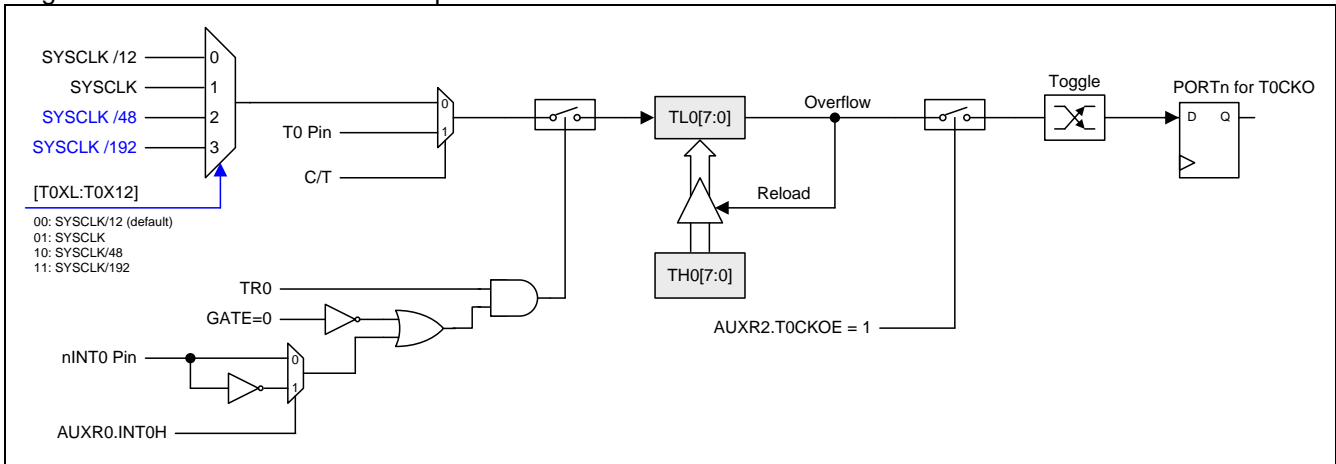 SYSCLK /12
SYSCLK
SYSCLK /48
SYSCLK /192
0
1
2
3
[T0XL:T0X12]
00: SYSCLK/12 (default)
01: SYSCLK
10: SYSCLK/48
11: SYSCLK/192
T0 Pin
C/T
0
1
TL0[7:0]
Overflow
Reload
TH0[7:0]
Toggle
PORTn for T0CKO
D Q
TR0
GATE=0
nINT0 Pin
0
1
AUXR0.INT0H
AUXR2.T0CKOE = 1